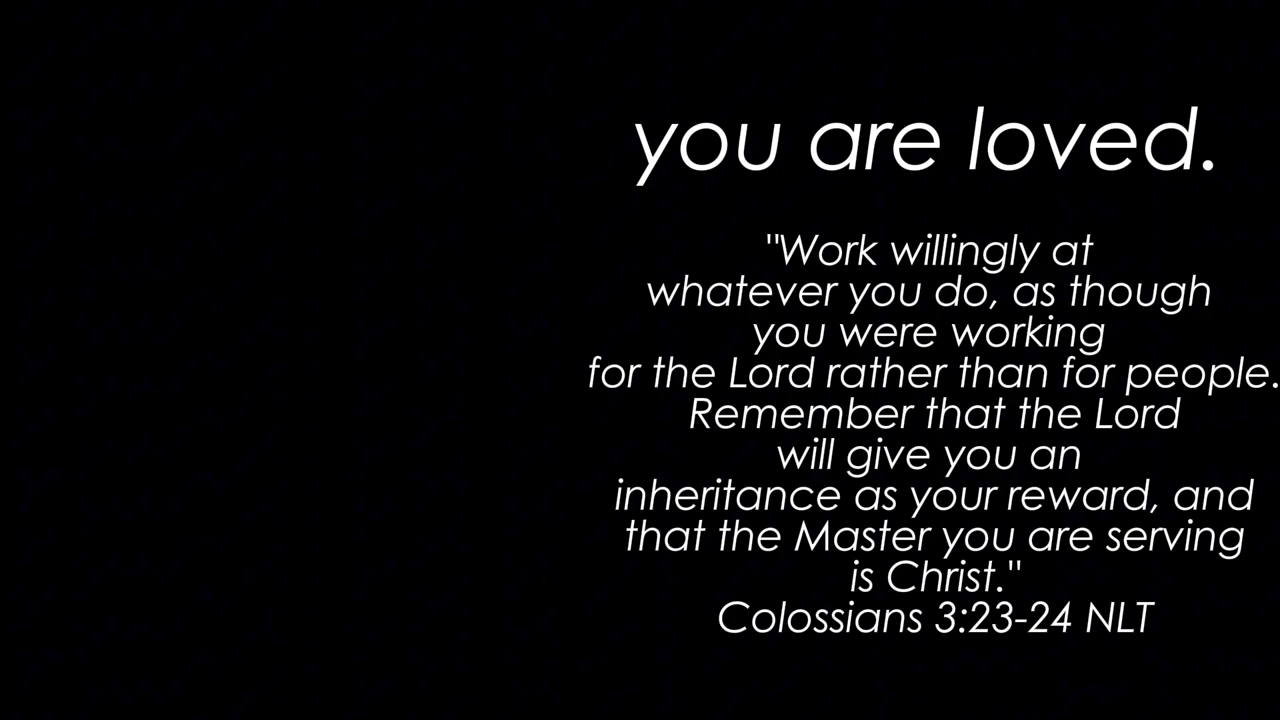 you are loved.
"Work willingly at
whatever you do, as though
you were working
for the Lord rather than for people.
Remember that the Lord
will give you an
inheritance as your reward, and
that the Master you are serving
is Christ."
Colossians 3:23-24 NLT